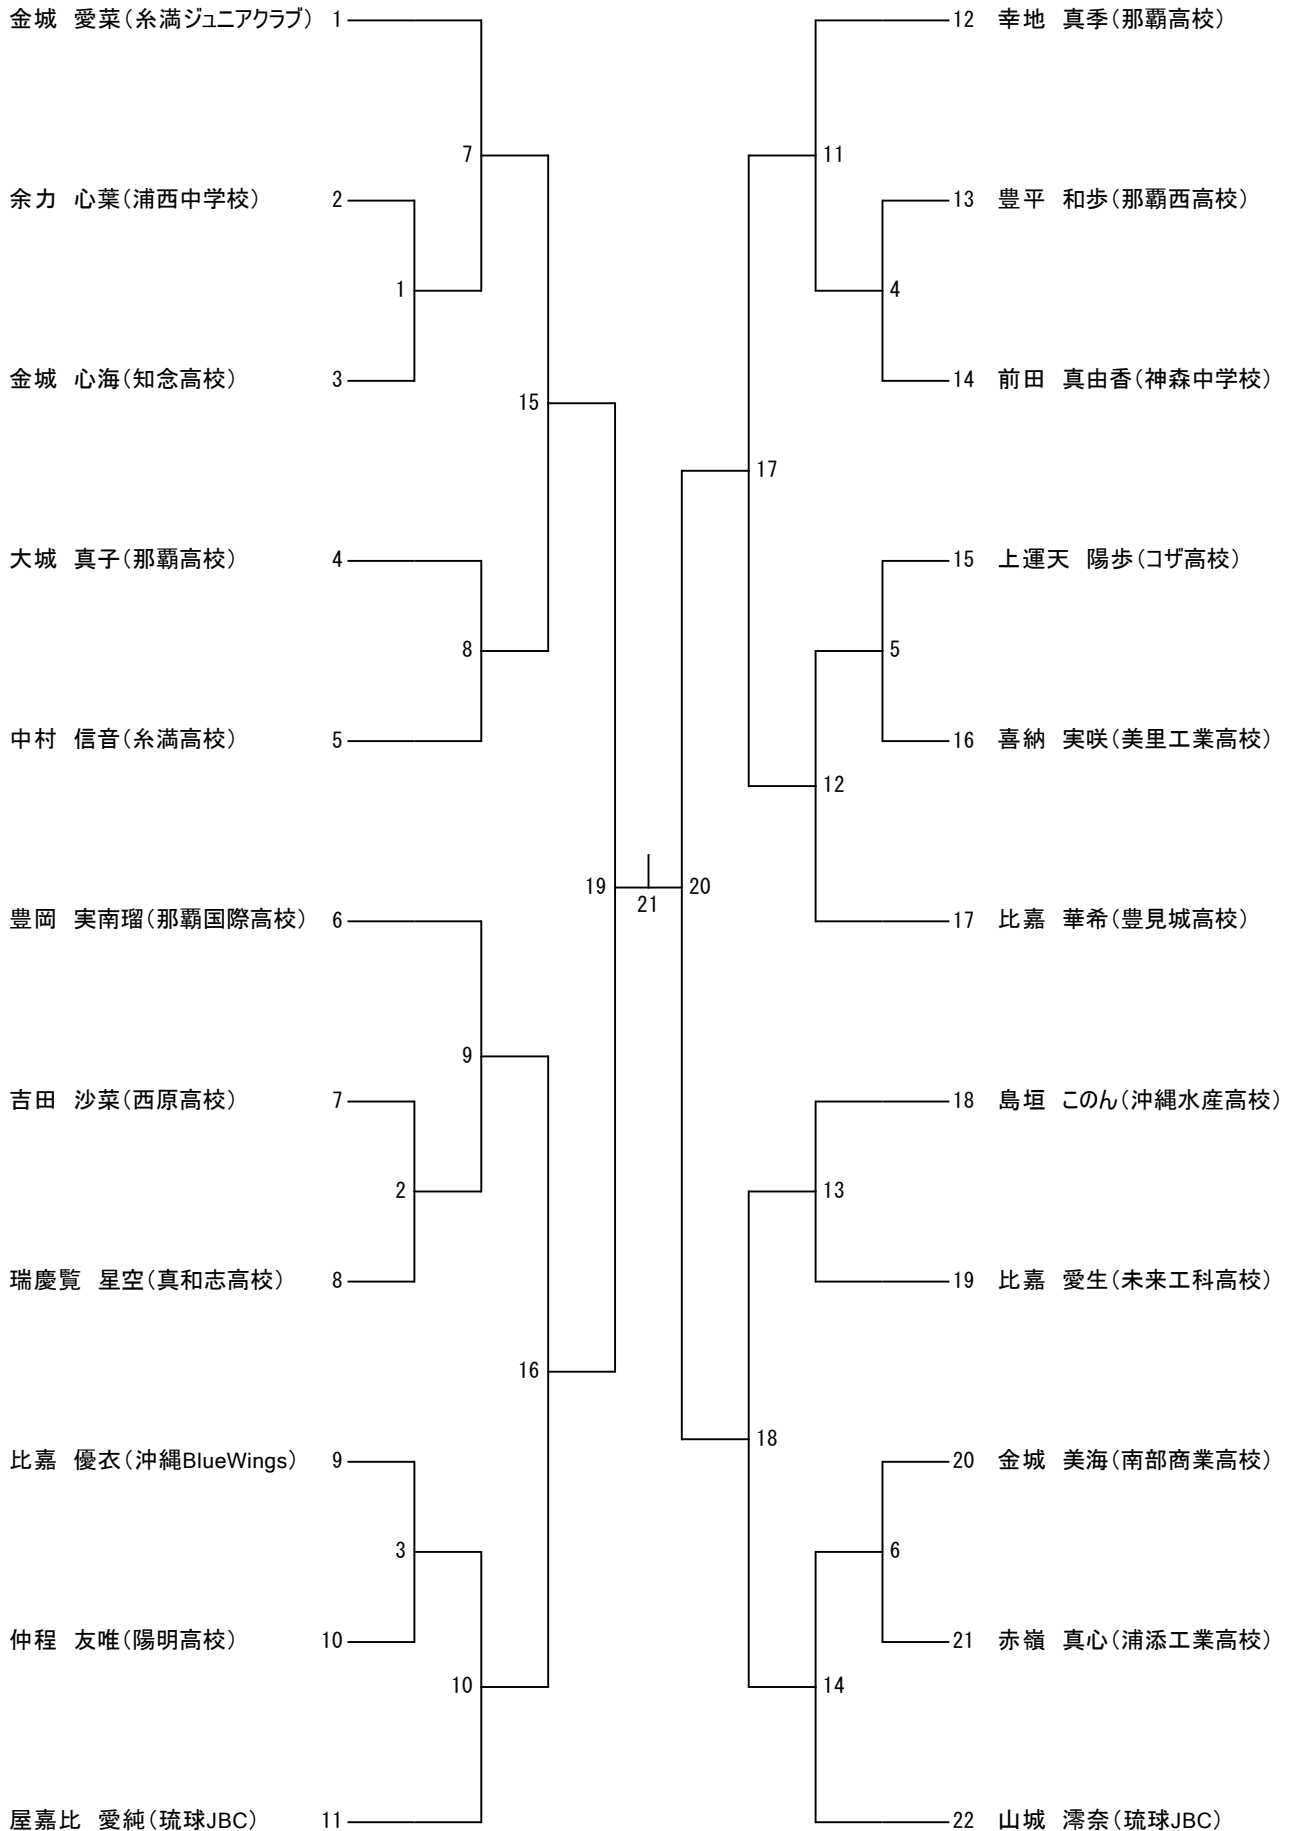 金城　愛菜(糸満ジュニアクラブ) 1
7
余力　心葉(浦西中学校) 2
1
金城　心海(知念高校) 3
15
大城　真子(那覇高校) 4
8
中村　信音(糸満高校) 5
19
豊岡　実南瑠(那覇国際高校) 6
9
吉田　沙菜(西原高校) 7
2
瑞慶覧　星空(真和志高校) 8
16
比嘉　優衣(沖縄BlueWings) 9
3
仲程　友唯(陽明高校) 10
10
屋嘉比　愛純(琉球JBC) 11
21
12 幸地　真季(那覇高校)
11
13 豊平　和歩(那覇西高校)
4
14 前田　真由香(神森中学校)
17
15 上運天　陽歩(コザ高校)
5
16 喜納　実咲(美里工業高校)
12
20
17 比嘉　華希(豊見城高校)
18 島垣　このん(沖縄水産高校)
13
19 比嘉　愛生(未来工科高校)
18
20 金城　美海(南部商業高校)
6
21 赤嶺　真心(浦添工業高校)
14
22 山城　澪奈(琉球JBC)